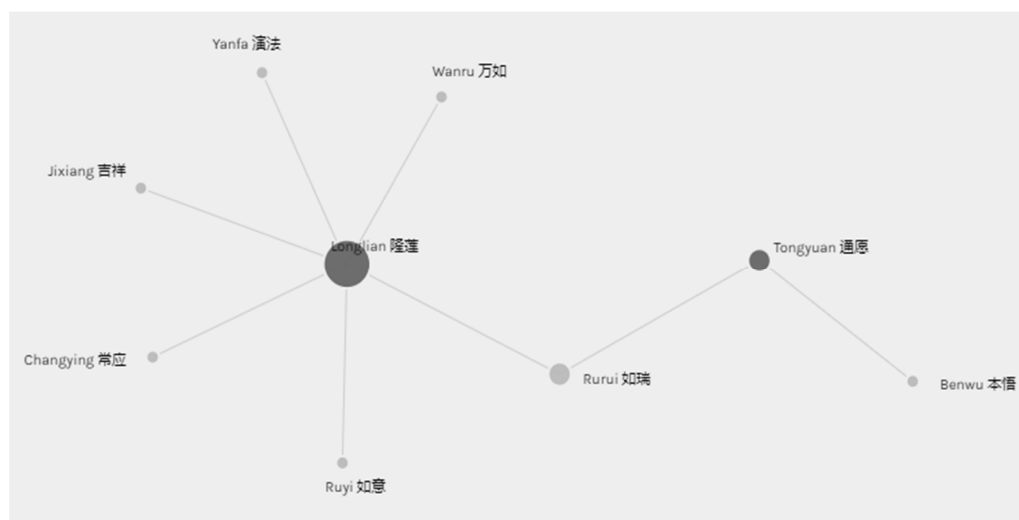 Yanfa 演法
Wanru 万如
Jixiang 吉祥
Longlian 隆莲
Tongyuan 通愿
Changying 常应
Rurui 如瑞
Benwu 本悟
Ruyi 如意